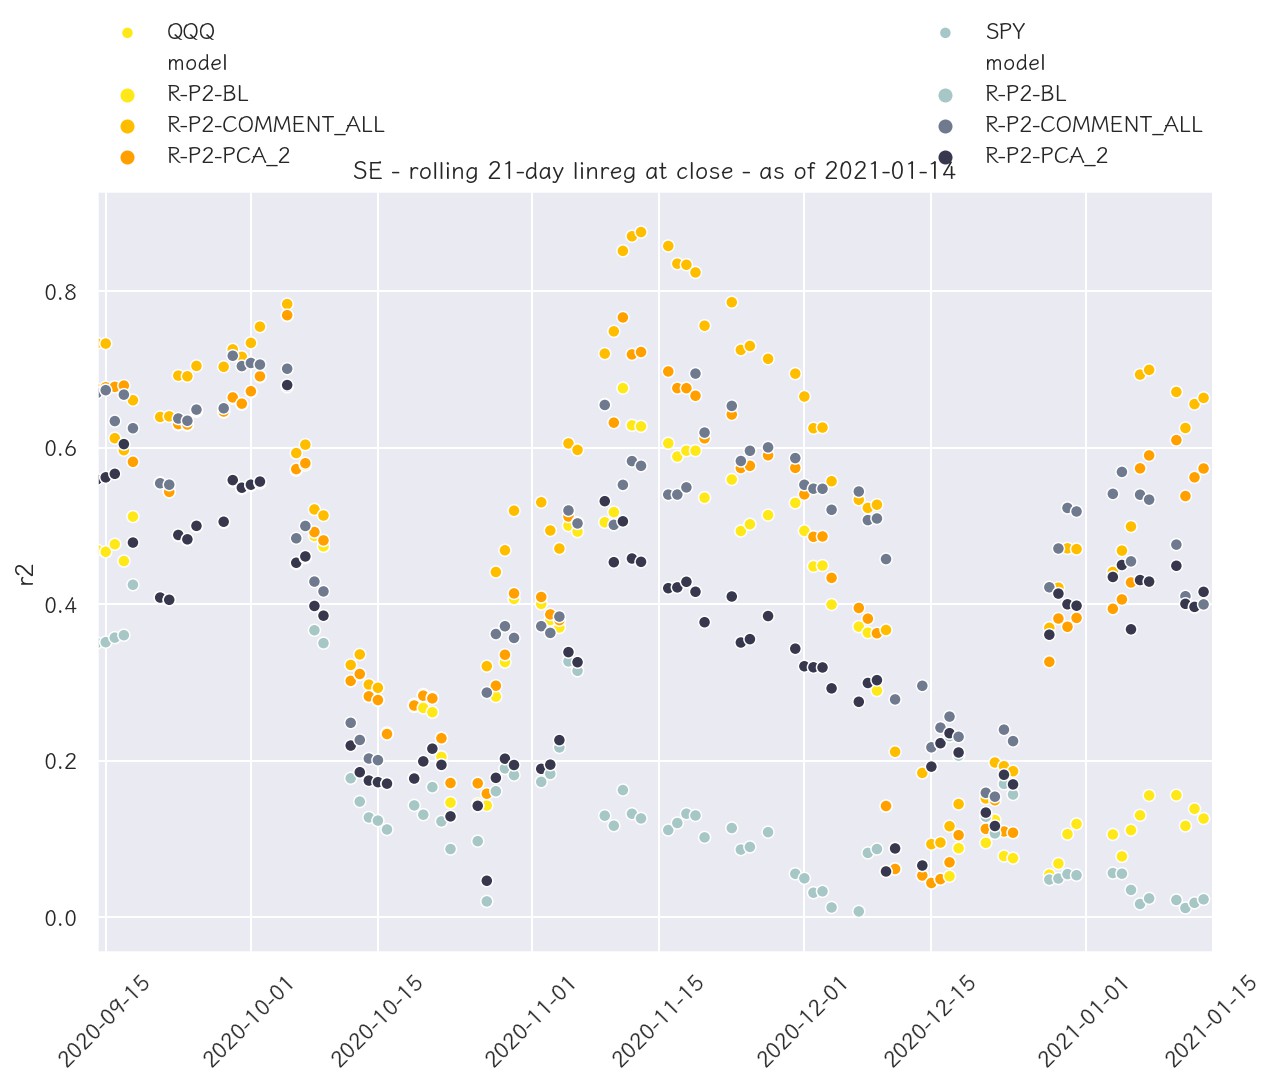 QQQ
model
R-P2-BL
R-P2-COMMENT_ALL
R-P2-PCA_2
SPY
model
R-P2-BL
R-P2-COMMENT_ALL
R-P2-PCA_2
SE - rolling 21-day linreg at close - as of 2021-01-14
r2
0.8
0.6
0.4
0.2
0.0
2020-09-15
2020-10-01
2020-10-15
2020-11-01
2020-11-15
2020-12-01
2020-12-15
2021-01-01
2021-01-15